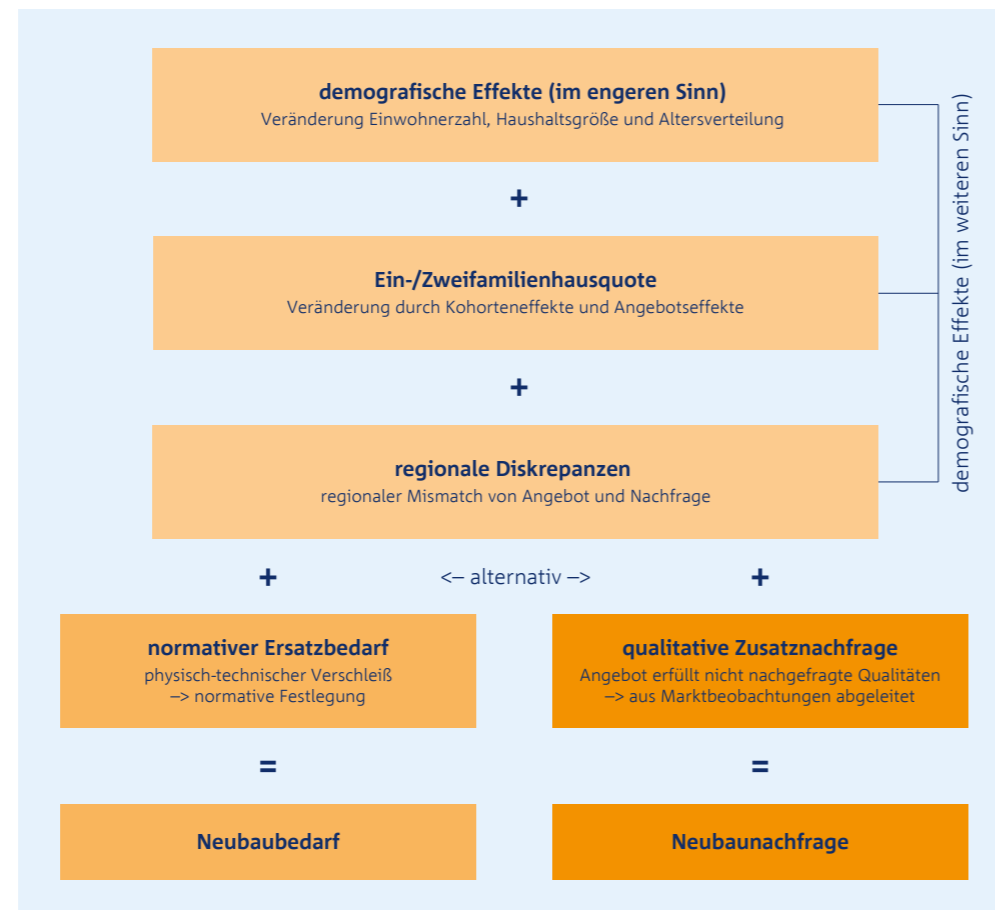 demografische Effekte (im engeren Sinn)
Veränderung Einwohnerzahl, Haushaltsgröße und Altersverteilung
+
Ein-/Zweifamilienhausquote
Veränderung durch Kohorteneffekte und Angebotseffekte
+
regionale Diskrepanzen
regionaler Mismatch von Angebot und Nachfrage
demografische Effekte (im weiteren Sinn)
+ <– alternativ –> +
normativer Ersatzbedarf
physisch-technischer Verschleiß
–> normative Festlegung
=
Neubaubedarf
qualitative Zusatznachfrage
Angebot erfüllt nicht nachgefragte Qualitäten
–> aus Marktbeobachtungen abgeleitet
=
Neubaunachfrage